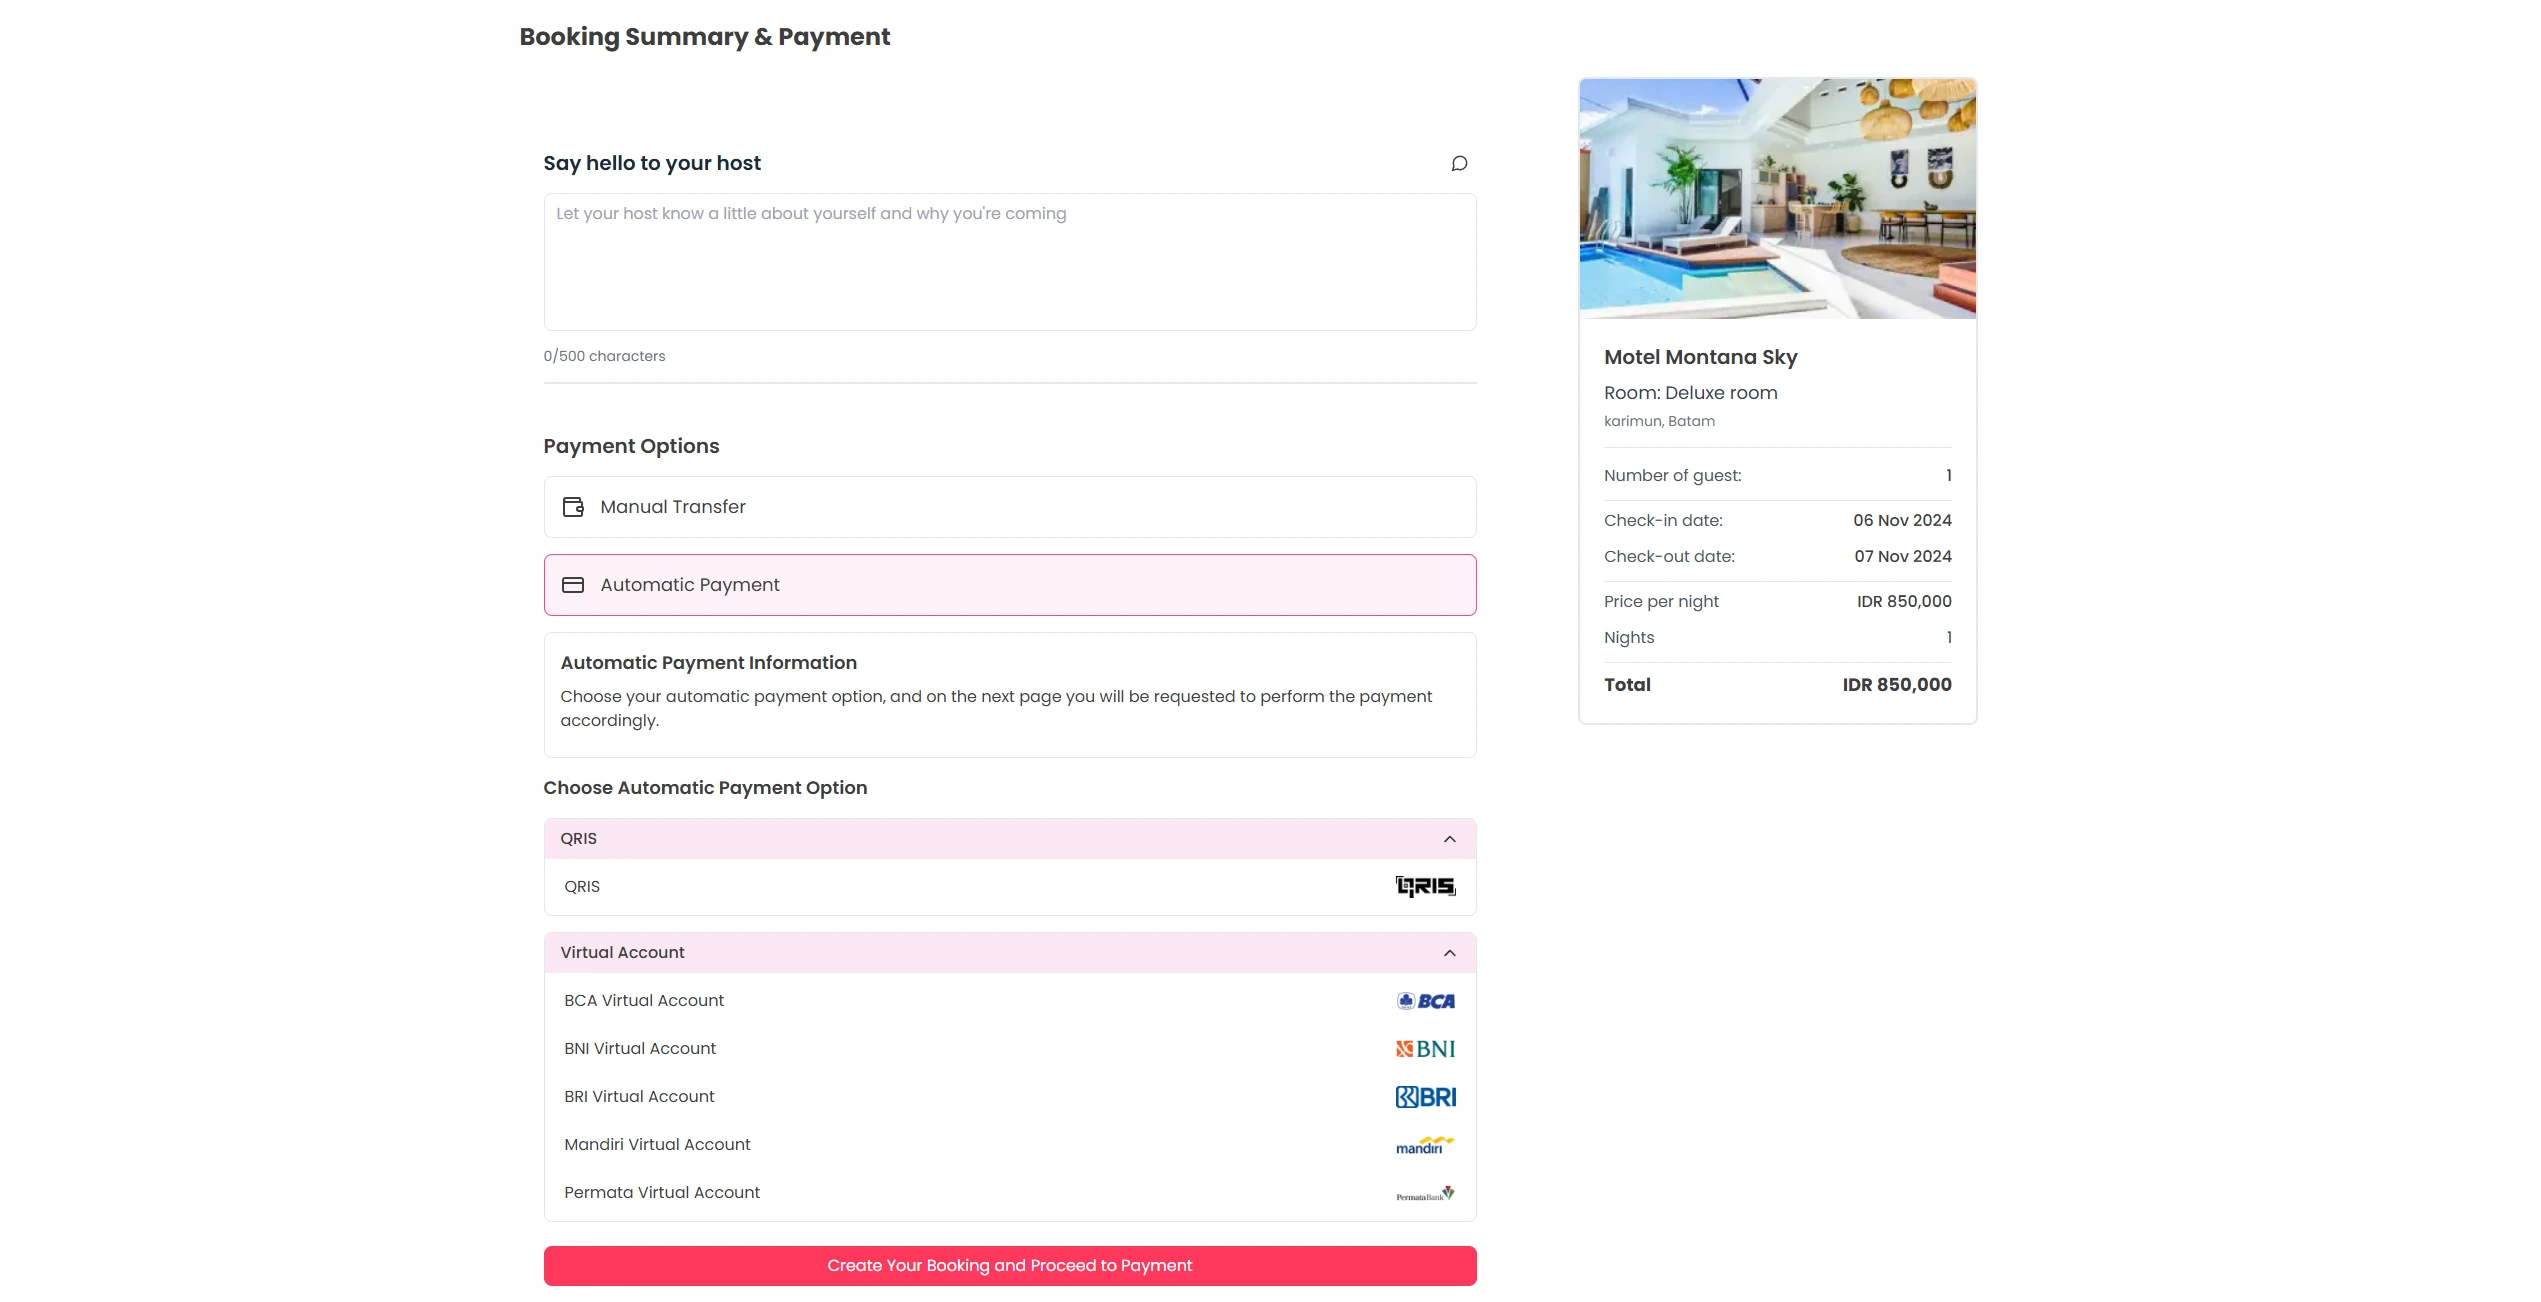 Booking Summary & Payment
Say hello to your host
Let your host know a little about yourself and why you're coming
0/500 characters
Payment Options
Manual Transfer
Automatic Payment
Automatic Payment Information
Choose your automatic payment option, and on the next page you will be requested to perform the payment
accordingly.
Choose Automatic Payment Option
QRIS
QRIS
QRIS
Virtual Account
BCA Virtual Account
BCA
BNI Virtual Account
BNI
BRI Virtual Account
BRI
Mandiri Virtual Account
mandiri
Permata Virtual Account
PermataBank
Create Your Booking and Proceed to Payment
Motel Montana Sky
Room: Deluxe room
karimun, Batam
Number of guest: 1
Check-in date: 06 Nov 2024
Check-out date: 07 Nov 2024
Price per night IDR 850,000
Nights 1
Total IDR 850,000